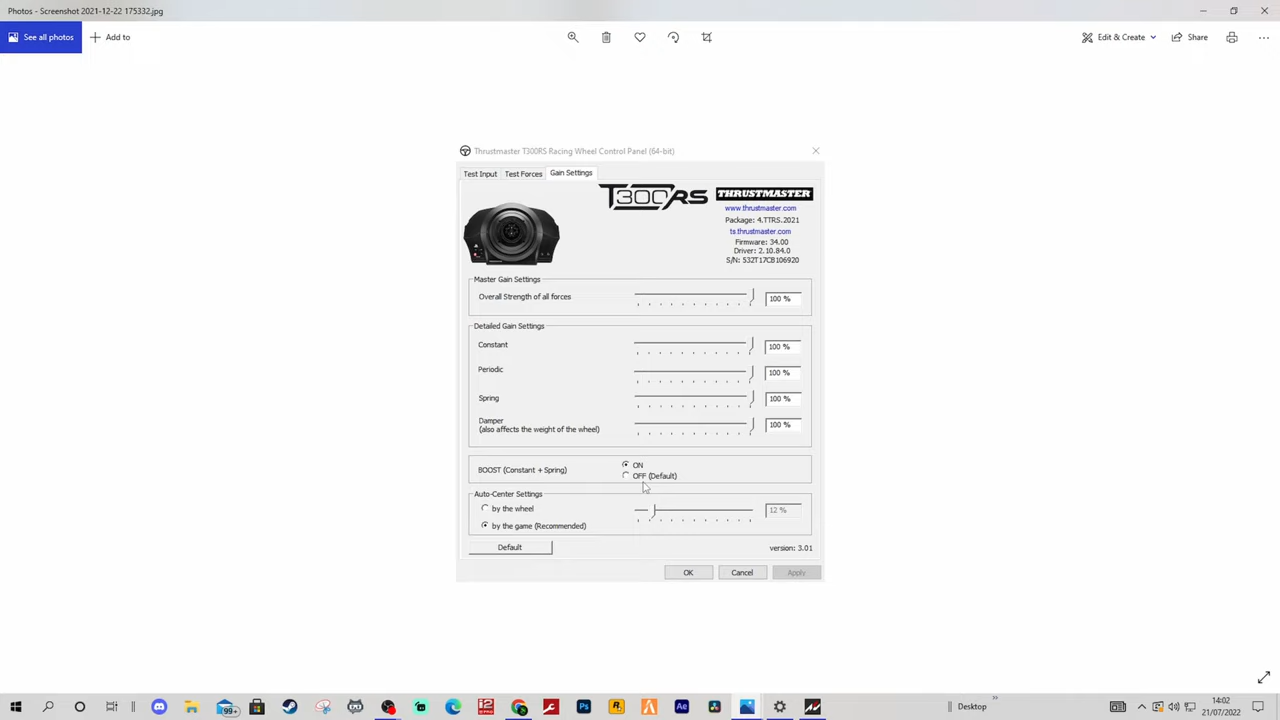 Photos - Screenshot 2021-12-22 175332.jpg
See all photos
Add to
Edit & Create
Share
Thrustmaster T300RS Racing Wheel Control Panel (64-bit)
Test Input
Test Forces
Gain Settings
T300RS
THRUSTMASTER
www.thrustmaster.com
Package: 4.TTRS.2021
ts.thrustmaster.com
Firmware: 34.00
Driver: 2.10.84.0
S/N: 532T17CB106920
Master Gain Settings
Overall Strength of all forces
100 %
Detailed Gain Settings
Constant
100 %
Periodic
100 %
Spring
100 %
Damper
(also affects the weight of the wheel)
100 %
BOOST (Constant + Spring)
ON
OFF (Default)
Auto-Center Settings
by the wheel
12 %
by the game (Recommended)
Default
version: 3.01
OK
Cancel
Apply
99+
12
Ps
R
Ae
Desktop
14:02
21/07/2022